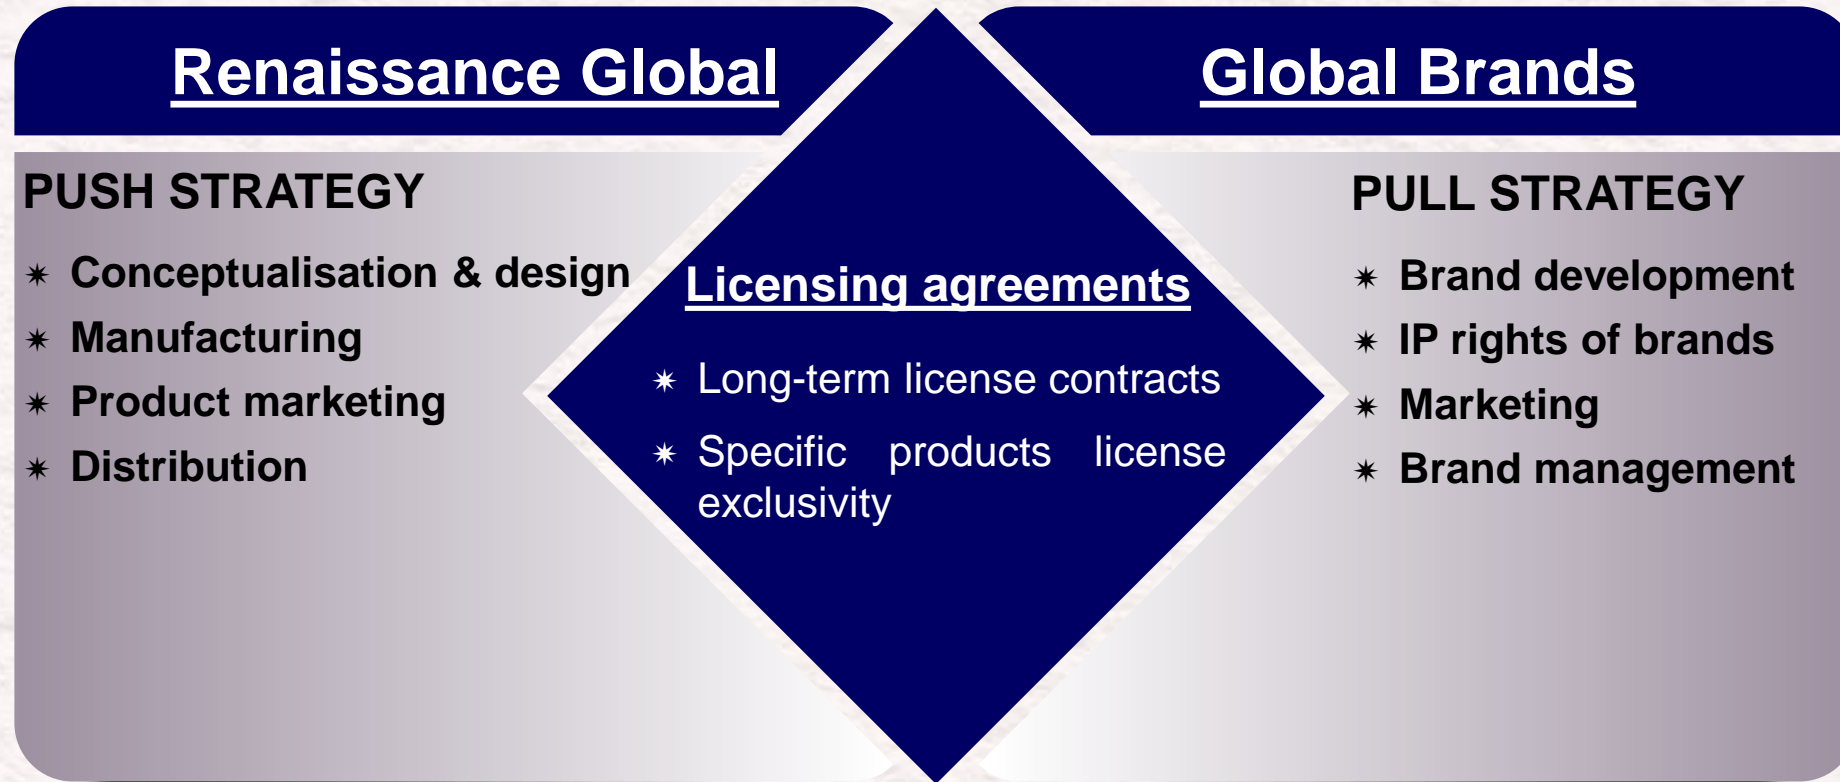 Renaissance Global
PUSH STRATEGY
✴ Conceptualisation & design
✴ Manufacturing
✴ Product marketing
✴ Distribution
Licensing agreements
✴ Long-term license contracts
✴ Specific products license
exclusivity
Global Brands
PULL STRATEGY
✴ Brand development
✴ IP rights of brands
✴ Marketing
✴ Brand management